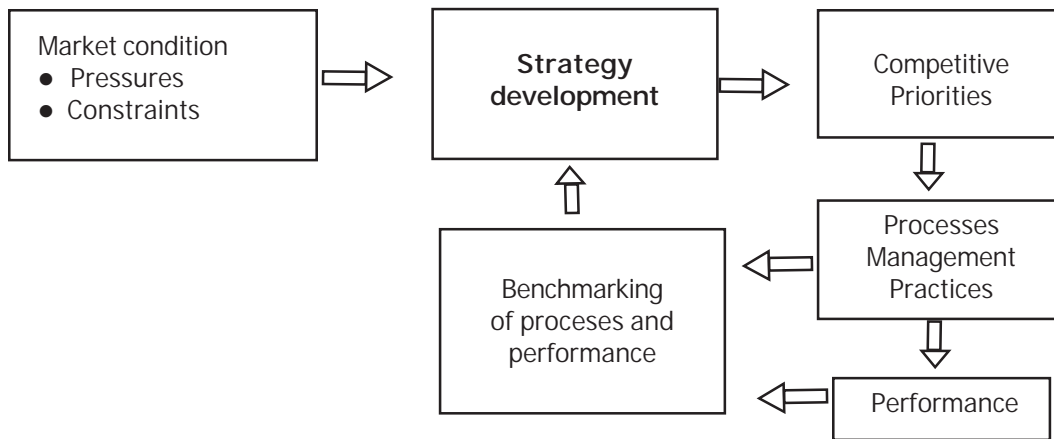 Market condition
● Pressures
● Constraints
Strategy
development
Competitive
Priorities
Processes
Management
Practices
Benchmarking
of proceses and
performance
Performance